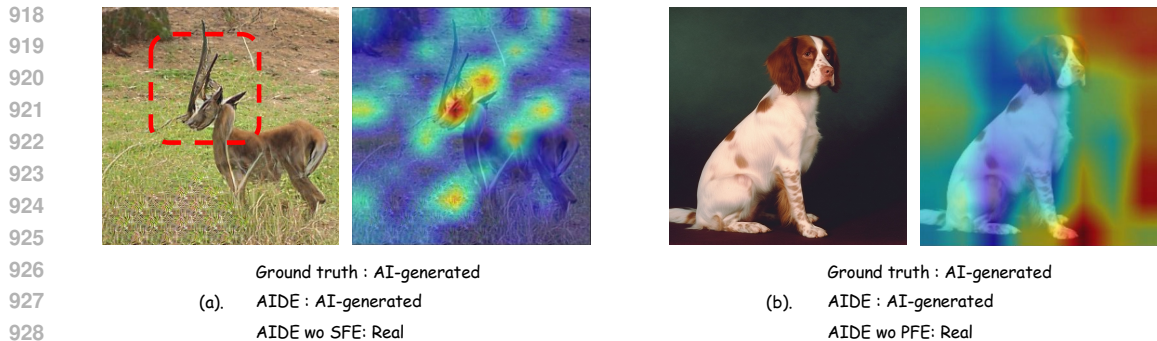 918
919
920
921
922
923
924
925
926
927
928
Ground truth : AI-generated
(a). AIDE : AI-generated
AIDE wo SFE: Real
Ground truth : AI-generated
(b). AIDE : AI-generated
AIDE wo PFE: Real